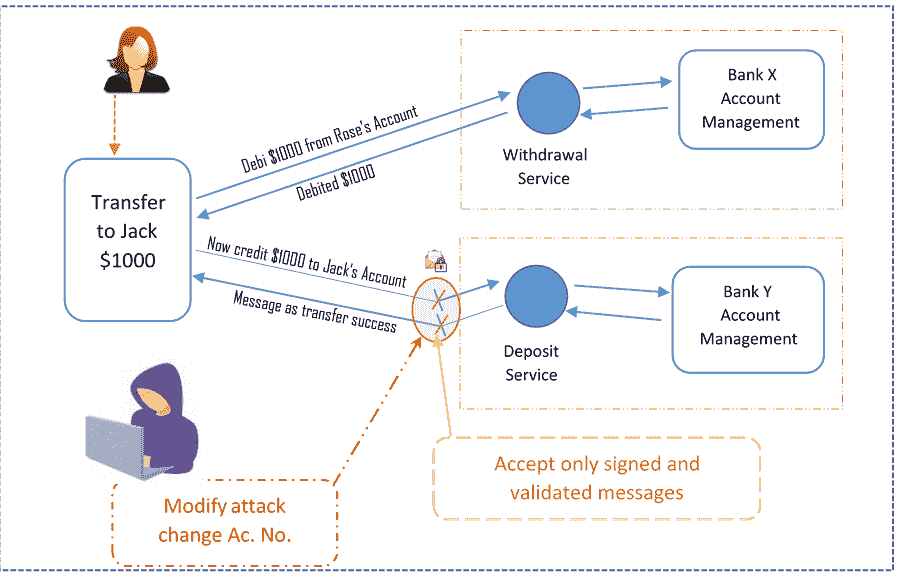 Debi $1000 from Rose's Account
Debited $1000
Withdrawal
Service
Bank X
Account
Management
Transfer
to Jack
$1000
Now credit $1000 to Jack's Account
Message as transfer success
Deposit
Service
Bank Y
Account
Management
Accept only signed and
validated messages
Modify attack
change Ac. No.